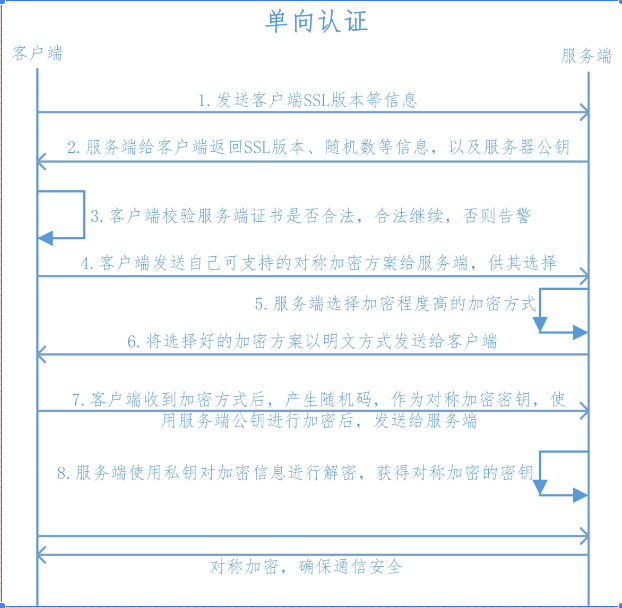 单向认证
客户端
服务端
1.发送客户端SSL版本等信息
2.服务端给客户端返回SSL版本、随机数等信息，以及服务器公钥
3.客户端校验服务端证书是否合法，合法继续，否则告警
4.客户端发送自己可支持的对称加密方案给服务端，供其选择
5.服务端选择加密程度高的加密方式
6.将选择好的加密方案以明文方式发送给客户端
7.客户端收到加密方式后，产生随机码，作为对称加密密钥，使
用服务端公钥进行加密后，发送给服务端
8.服务端使用私钥对加密信息进行解密，获得对称加密的密钥
对称加密，确保通信安全